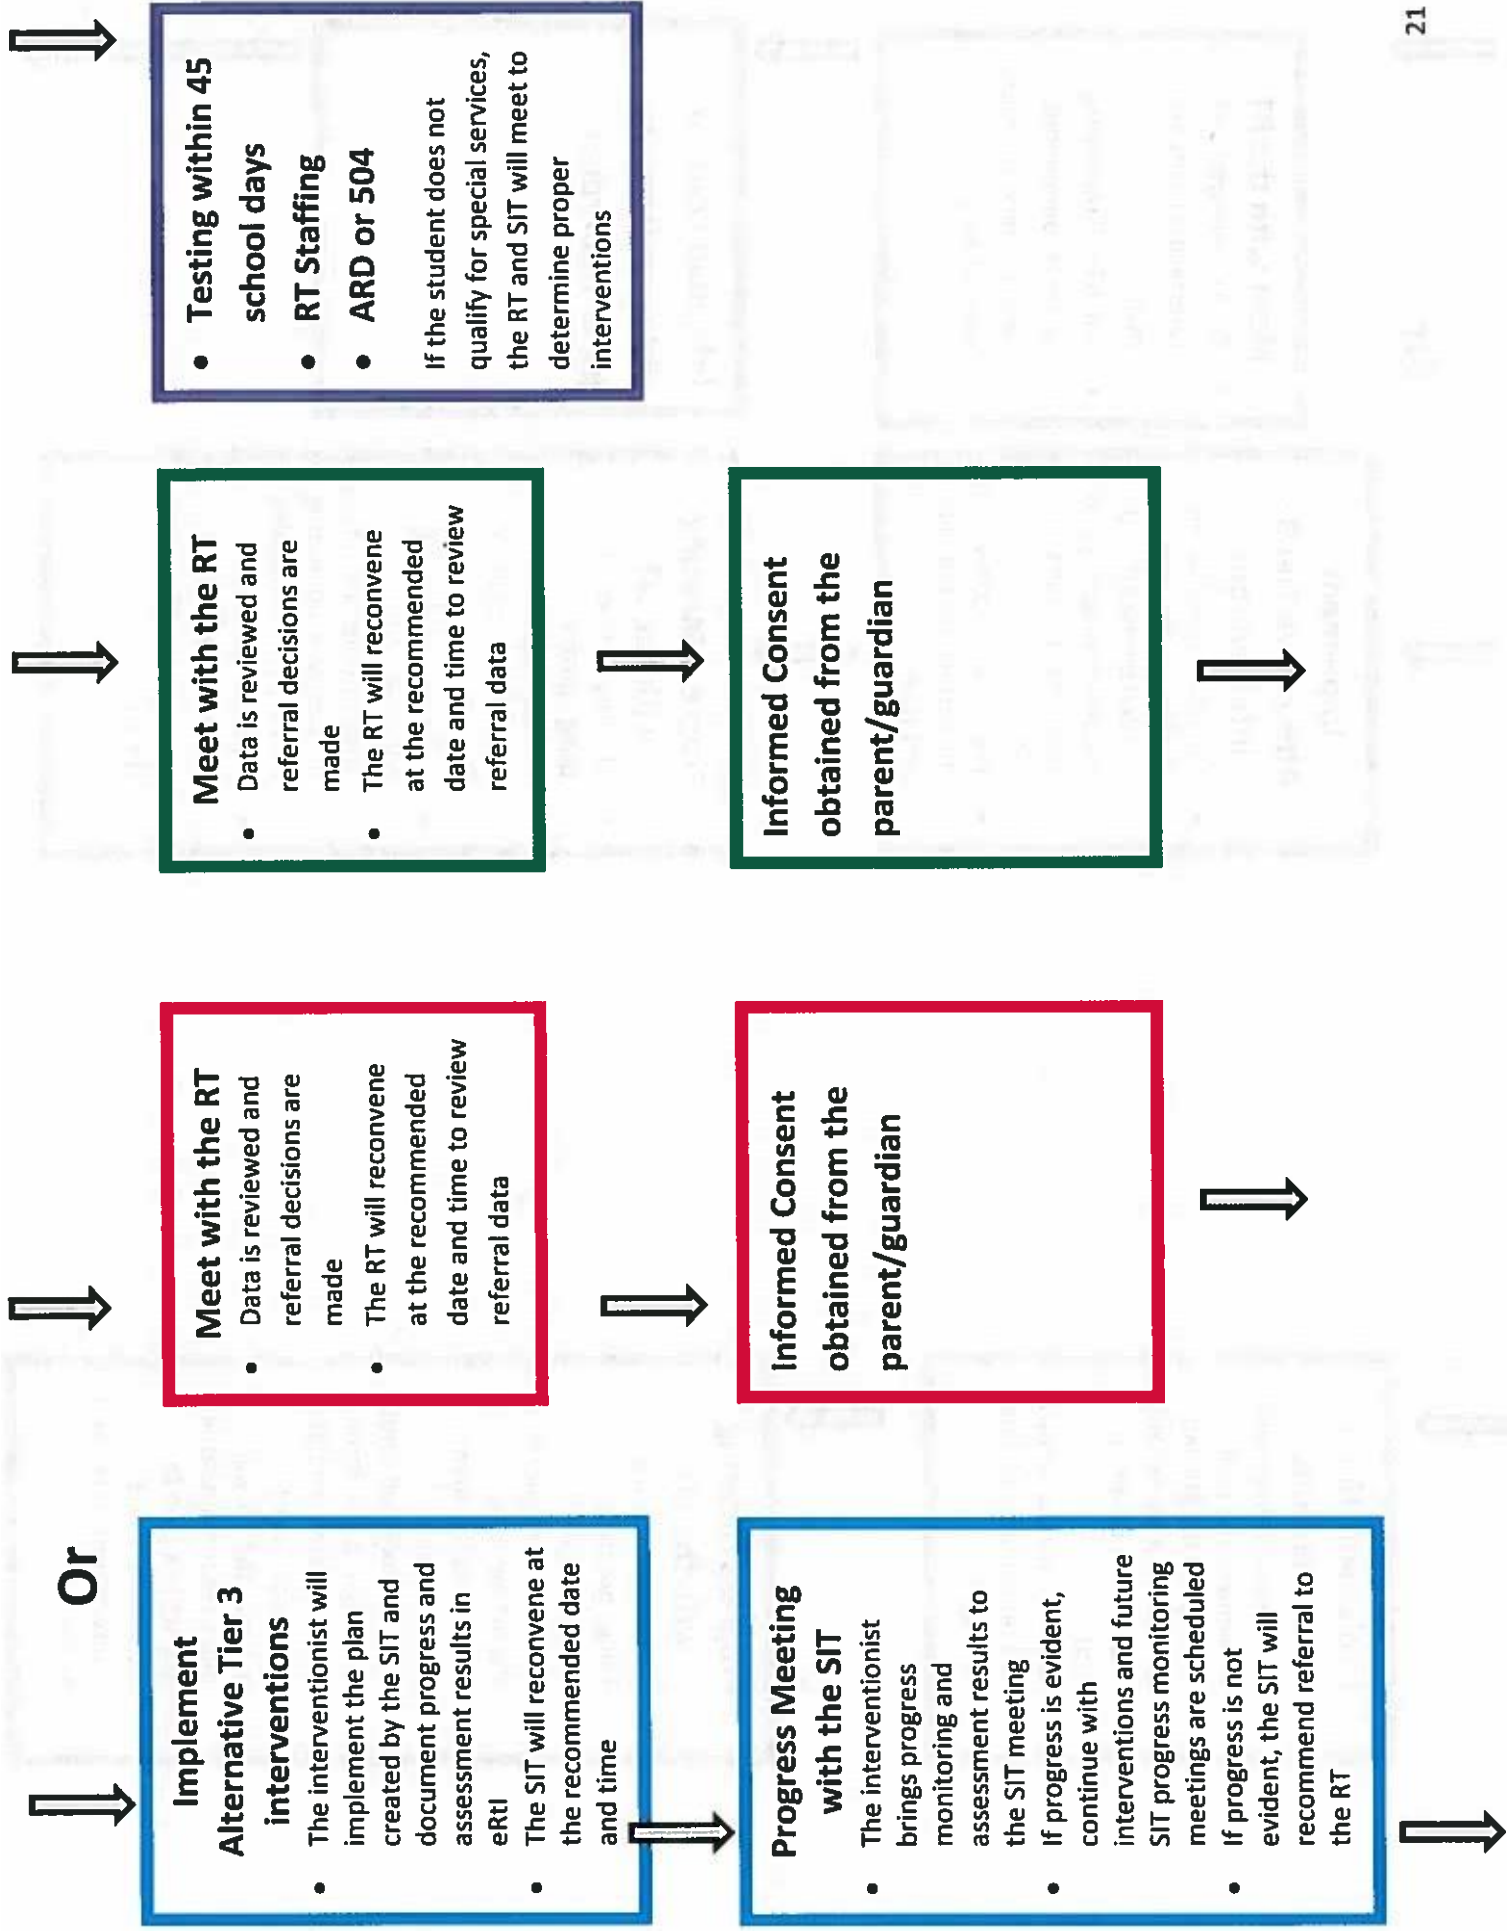 Or
Implement
Alternative Tier 3
interventions
• The interventionist will
implement the plan
created by the SIT and
document progress and
assessment results in
eRtI
• The SIT will reconvene at
the recommended date
and time
Progress Meeting
with the SIT
• The interventionist
brings progress
monitoring and
assessment results to
the SIT meeting
• If progress is evident,
continue with
interventions and future
SIT progress monitoring
meetings are scheduled
• If progress is not
evident, the SIT will
recommend referral to
the RT
Meet with the RT
• Data is reviewed and
referral decisions are
made
• The RT will reconvene
at the recommended
date and time to review
referral data
Informed Consent
obtained from the
parent/guardian
Meet with the RT
• Data is reviewed and
referral decisions are
made
• The RT will reconvene
at the recommended
date and time to review
referral data
Informed Consent
obtained from the
parent/guardian
• Testing within 45
school days
• RT Staffing
• ARD or 504
If the student does not
qualify for special services,
the RT and SIT will meet to
determine proper
interventions
21